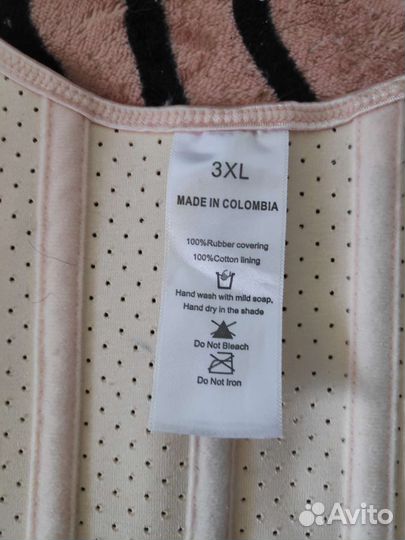 3XL
MADE IN COLOMBIA
100%Rubber covering
100%Cotton lining
Hand wash with mild soap,
Hand dry in the shade
Do Not Bleach
Do Not Iron
Avito